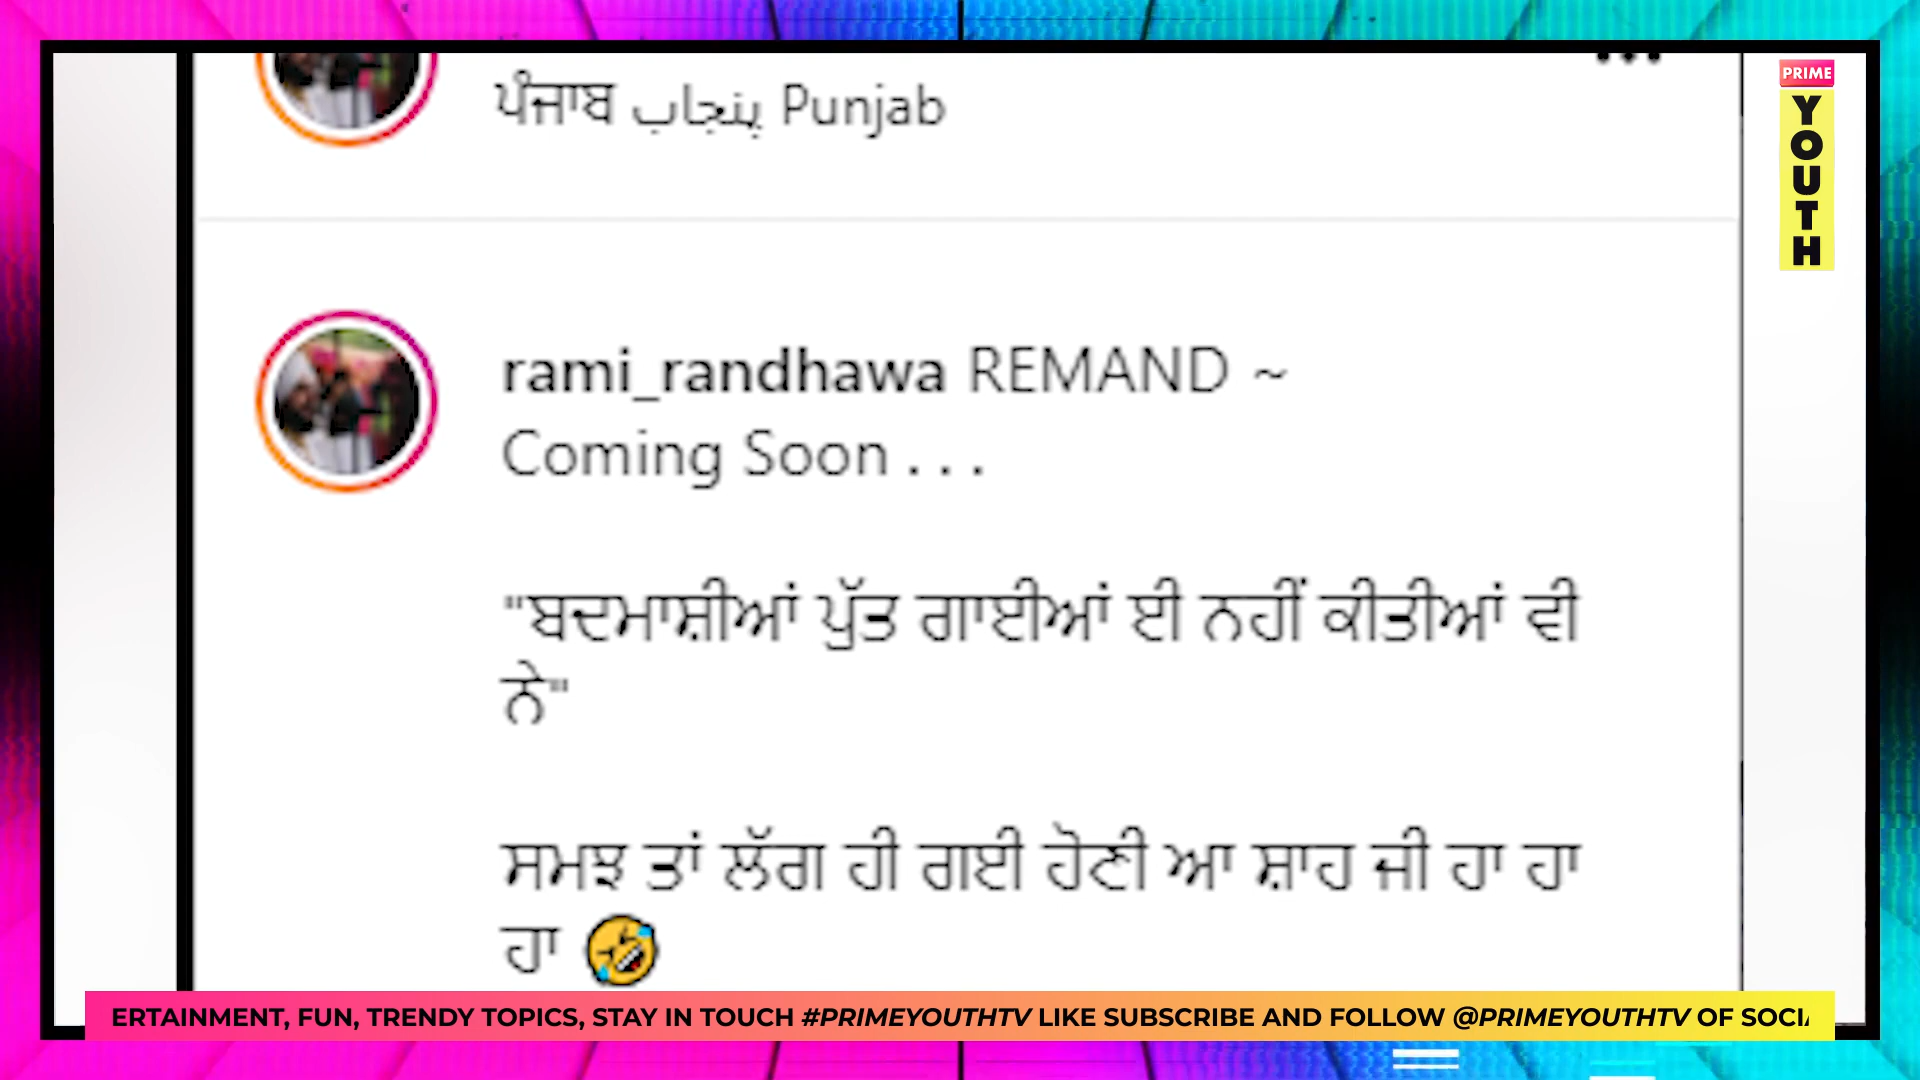 ਪੰਜਾਬ پنجاب Punjab
PRIME
YOUTH
rami_randhawa REMAND ~
Coming Soon . . .
"ਬਦਮਾਸ਼ੀਆਂ ਪੁੱਤ ਗਾਈਆਂ ਈ ਨਹੀਂ ਕੀਤੀਆਂ ਵੀ
ਨੇ"
ਸਮਝ ਤਾਂ ਲੱਗ ਹੀ ਗਈ ਹੋਣੀ ਆ ਸ਼ਾਹ ਜੀ ਹਾ ਹਾ
ਹਾ 🤣
ERTAINMENT, FUN, TRENDY TOPICS, STAY IN TOUCH #PRIMEYOUTHTV LIKE SUBSCRIBE AND FOLLOW @PRIMEYOUTHTV OF SOCIA